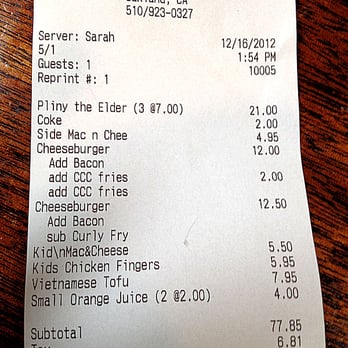 OAKLAND, CA
510/923-0327
Server: Sarah 12/16/2012
5/1 1:54 PM
Guests: 1 10005
Reprint #: 1
Pliny the Elder (3 @7.00) 21.00
Coke 2.00
Side Mac n Chee 4.95
Cheeseburger 12.00
Add Bacon
add CCC fries 2.00
add CCC fries
Cheeseburger 12.50
Add Bacon
sub Curly Fry
Kid\nMac&Cheese 5.50
Kids Chicken Fingers 5.95
Vietnamese Tofu 7.95
Small Orange Juice (2 @2.00) 4.00
Subtotal 77.85
Tax 6.81